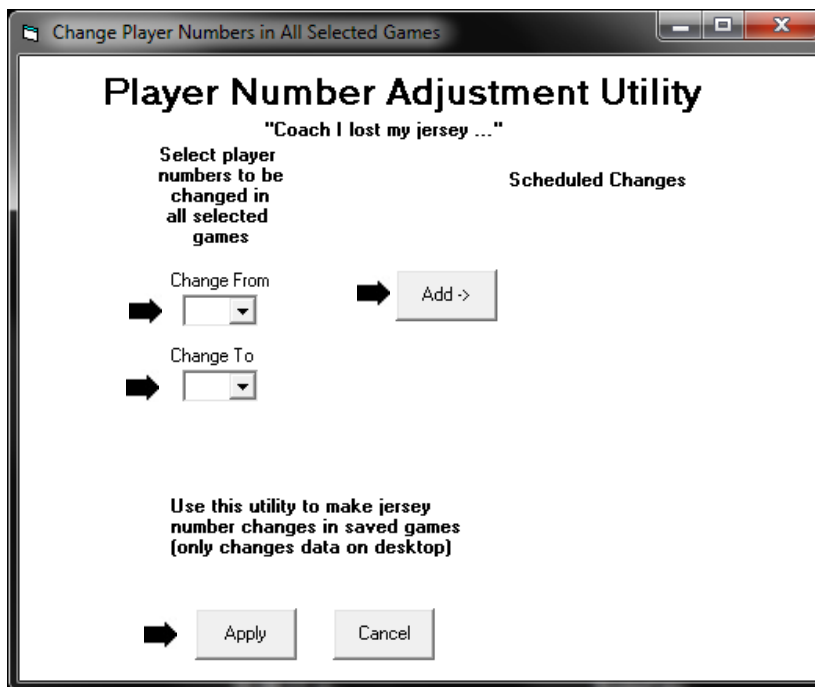 Change Player Numbers in All Selected Games
Player Number Adjustment Utility
"Coach I lost my jersey ..."
Select player
numbers to be
changed in
all selected
games
Scheduled Changes
Change From
Add ->
Change To
Use this utility to make jersey
number changes in saved games
(only changes data on desktop)
Apply
Cancel